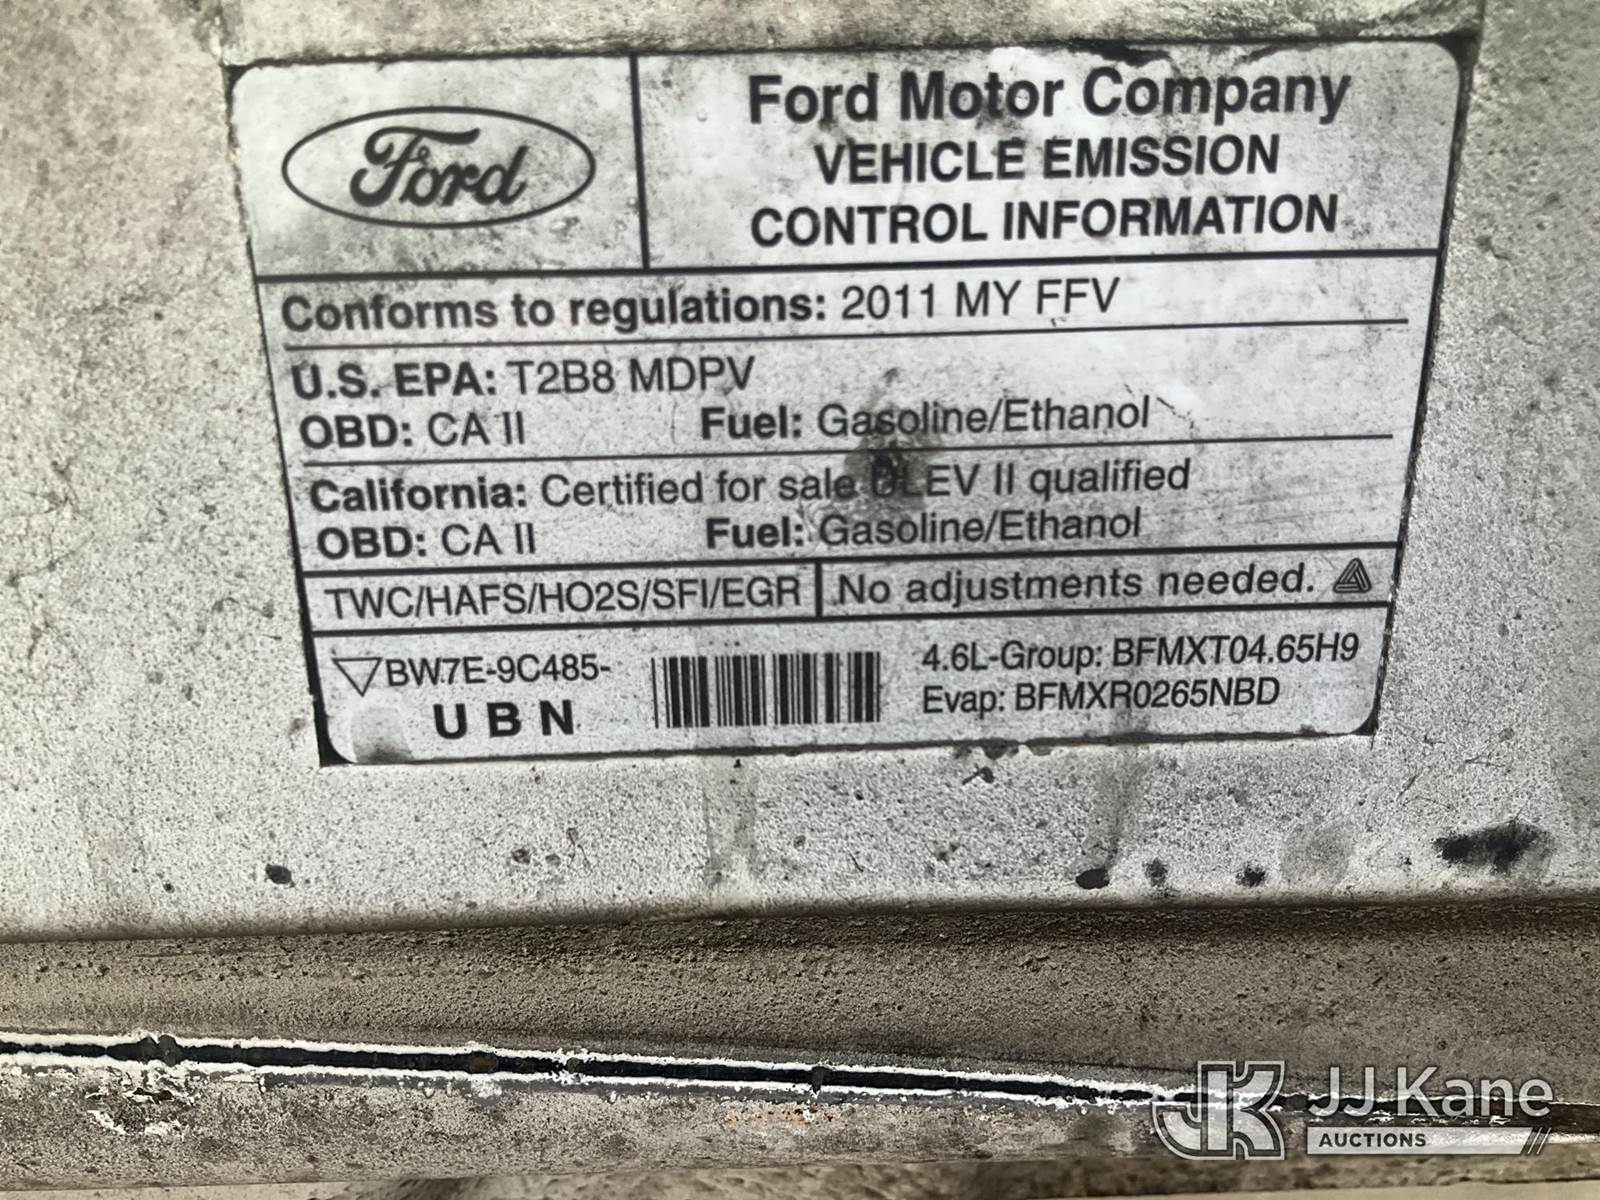 Ford
Ford Motor Company
VEHICLE EMISSION
CONTROL INFORMATION
Conforms to regulations: 2011 MY FFV
U.S. EPA: T2B8 MDPV
OBD: CA II Fuel: Gasoline/Ethanol
California: Certified for sale ULEV II qualified
OBD: CA II Fuel: Gasoline/Ethanol
TWC/HAFS/HO2S/SFI/EGR No adjustments needed.
BW7E-9C485-
UBN
4.6L-Group: BFMXT04.65H9
Evap: BFMXR0265NBD
JK JJ Kane
AUCTIONS